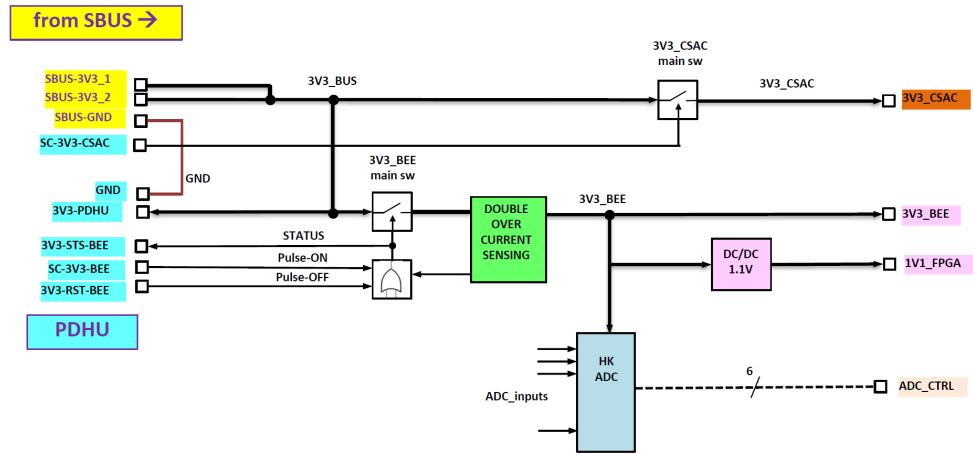 from SBUS →
3V3_CSAC
main sw
SBUS-3V3_1
3V3_BUS
3V3_CSAC
SBUS-3V3_2
3V3_CSAC
SBUS-GND
SC-3V3-CSAC
3V3_BEE
main sw
GND
GND
3V3-PDHU
DOUBLE
OVER
CURRENT
SENSING
3V3_BEE
3V3_BEE
3V3-STS-BEE
STATUS
SC-3V3-BEE
Pulse-ON
3V3-RST-BEE
Pulse-OFF
DC/DC
1.1V
1V1_FPGA
PDHU
HK
ADC
ADC_inputs
6
ADC_CTRL